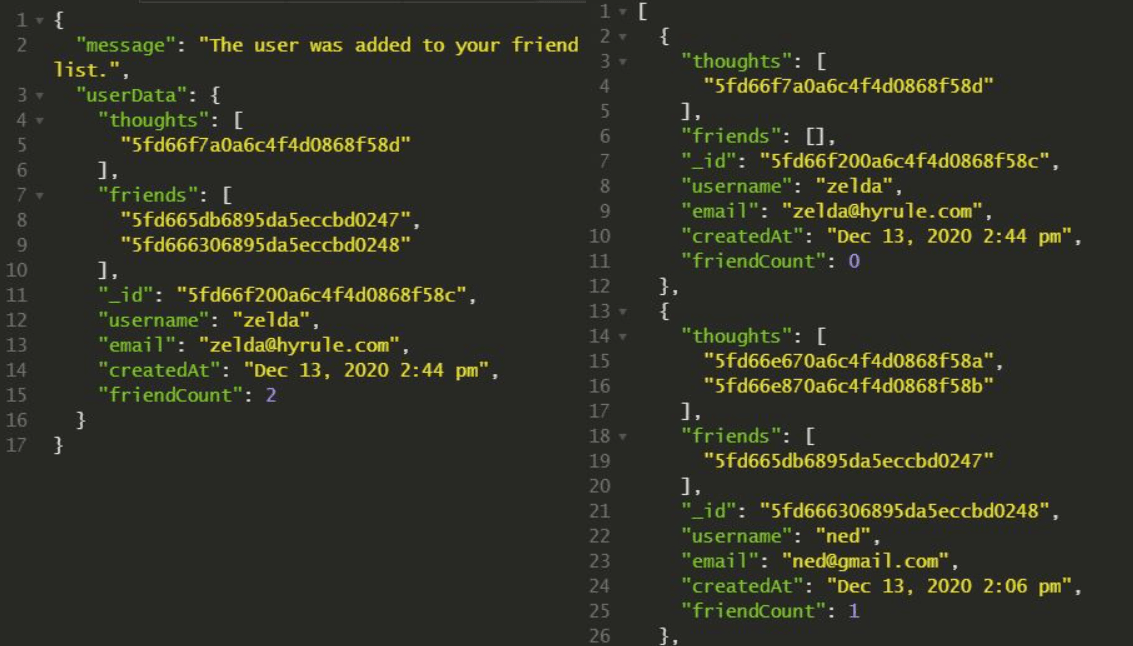 1 {
2 "message": "The user was added to your friend
list.",
3 "userData": {
4 "thoughts": [
5 "5fd66f7a0a6c4f4d0868f58d"
6 ],
7 "friends": [
8 "5fd665db6895da5eccbd0247",
9 "5fd666306895da5eccbd0248"
10 ],
11 "_id": "5fd66f200a6c4f4d0868f58c",
12 "username": "zelda",
13 "email": "zelda@hyrule.com",
14 "createdAt": "Dec 13, 2020 2:44 pm",
15 "friendCount": 2
16 }
17 }
1 [
2 {
3 "thoughts": [
4 "5fd66f7a0a6c4f4d0868f58d"
5 ],
6 "friends": [],
7 "_id": "5fd66f200a6c4f4d0868f58c",
8 "username": "zelda",
9 "email": "zelda@hyrule.com",
10 "createdAt": "Dec 13, 2020 2:44 pm",
11 "friendCount": 0
12 },
13 {
14 "thoughts": [
15 "5fd66e670a6c4f4d0868f58a",
16 "5fd66e870a6c4f4d0868f58b"
17 ],
18 "friends": [
19 "5fd665db6895da5eccbd0247"
20 ],
21 "_id": "5fd666306895da5eccbd0248",
22 "username": "ned",
23 "email": "ned@gmail.com",
24 "createdAt": "Dec 13, 2020 2:06 pm",
25 "friendCount": 1
26 },